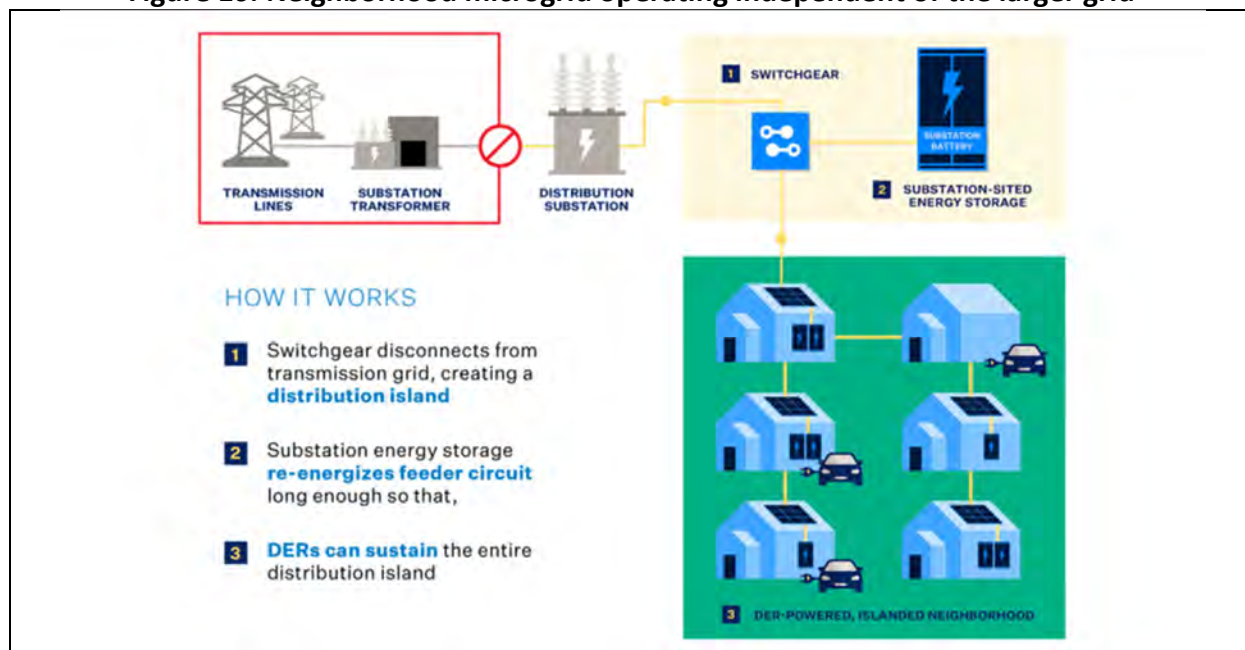 Figure 10: Neighborhood microgrid operating independent of the larger grid
1 SWITCHGEAR
SUBSTATION
BATTERY
TRANSMISSION
LINES
SUBSTATION
TRANSFORMER
DISTRIBUTION
SUBSTATION
2 SUBSTATION-SITED
ENERGY STORAGE
HOW IT WORKS
1 Switchgear disconnects from
transmission grid, creating a
distribution island
2 Substation energy storage
re-energizes feeder circuit
long enough so that,
3 DERs can sustain the entire
distribution island
3 DER-POWERED, ISLANDED NEIGHBORHOOD